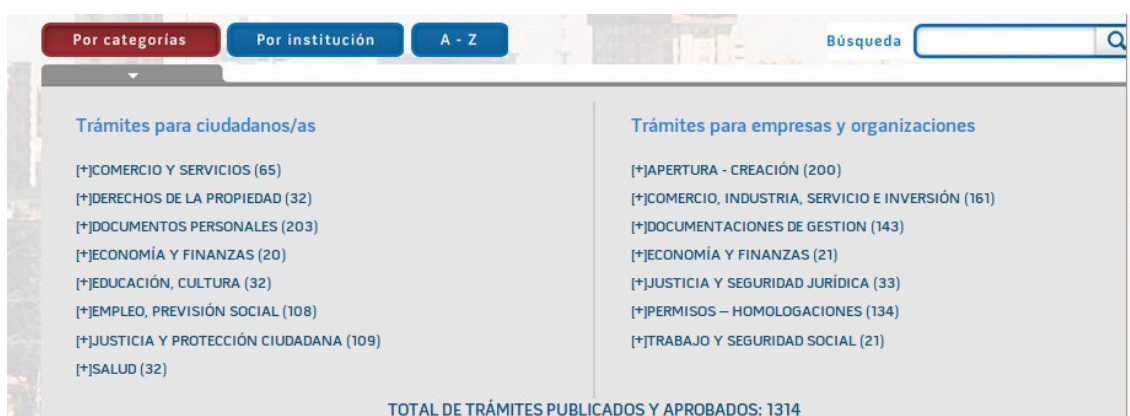 Por categorías
Por institución
A - Z
Búsqueda
Trámites para ciudadanos/as
[+]COMERCIO Y SERVICIOS (65)
[+]DERECHOS DE LA PROPIEDAD (32)
[+]DOCUMENTOS PERSONALES (203)
[+]ECONOMÍA Y FINANZAS (20)
[+]EDUCACIÓN, CULTURA (32)
[+]EMPLEO, PREVISIÓN SOCIAL (108)
[+]JUSTICIA Y PROTECCIÓN CIUDADANA (109)
[+]SALUD (32)
Trámites para empresas y organizaciones
[+]APERTURA - CREACIÓN (200)
[+]COMERCIO, INDUSTRIA, SERVICIO E INVERSIÓN (161)
[+]DOCUMENTACIONES DE GESTION (143)
[+]ECONOMÍA Y FINANZAS (21)
[+]JUSTICIA Y SEGURIDAD JURÍDICA (33)
[+]PERMISOS – HOMOLOGACIONES (134)
[+]TRABAJO Y SEGURIDAD SOCIAL (21)
TOTAL DE TRÁMITES PUBLICADOS Y APROBADOS: 1314